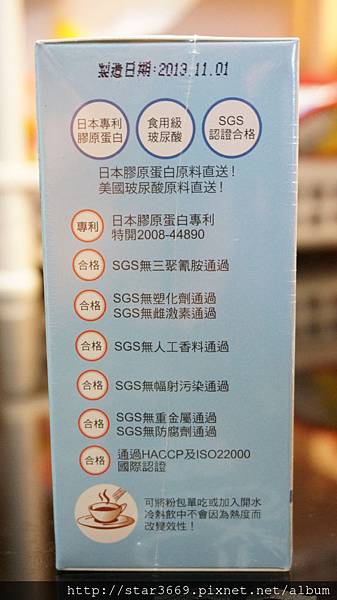 製造日期:2013.11.01
日本專利
膠原蛋白
食用級
玻尿酸
SGS
認證合格
日本膠原蛋白原料直送!
美國玻尿酸原料直送!
專利
日本膠原蛋白專利
特開2008-44890
合格
SGS無三聚氰胺通過
合格
SGS無塑化劑通過
SGS無雌激素通過
合格
SGS無人工香料通過
合格
SGS無幅射污染通過
合格
SGS無重金屬通過
SGS無防腐劑通過
合格
通過HACCP及ISO22000
國際認證
可將粉包單吃或加入開水
冷熱飲中不會因為熱度而
改變效性!
http://star3669.pixnet.net/album